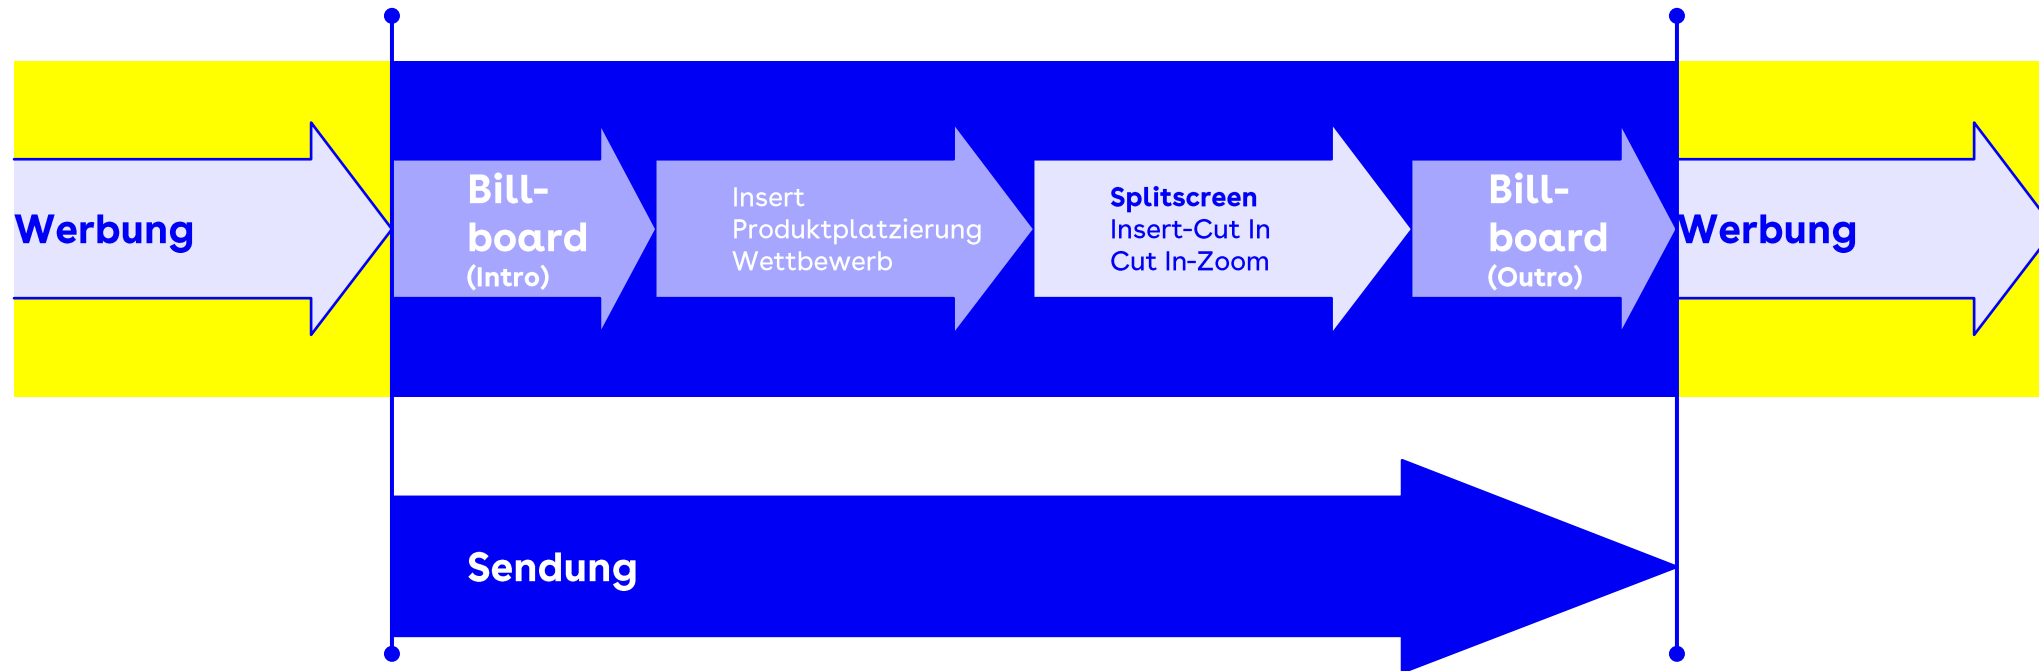 Werbung
Bill-
board
(Intro)
Insert
Produktplatzierung
Wettbewerb
Splitscreen
Insert-Cut In
Cut In-Zoom
Bill-
board
(Outro)
Werbung
Sendung